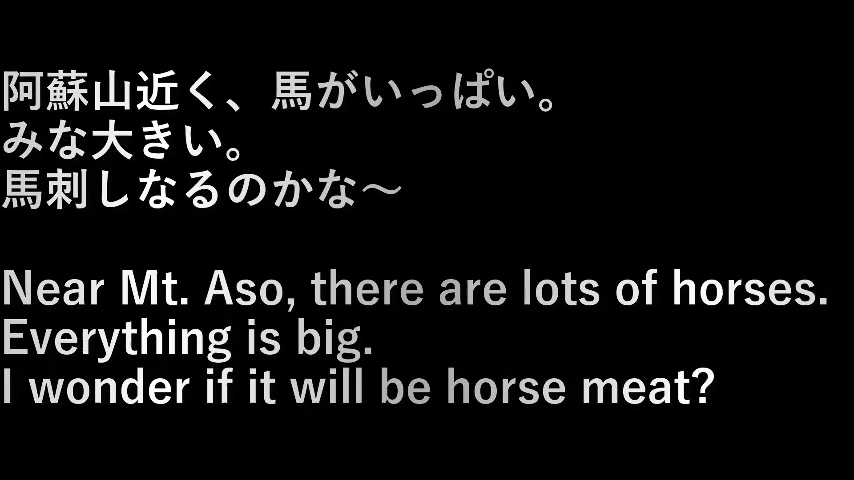 阿蘇山近く、馬がいっぱい。
みな大きい。
馬刺しなるのかな～
Near Mt. Aso, there are lots of horses.
Everything is big.
I wonder if it will be horse meat?